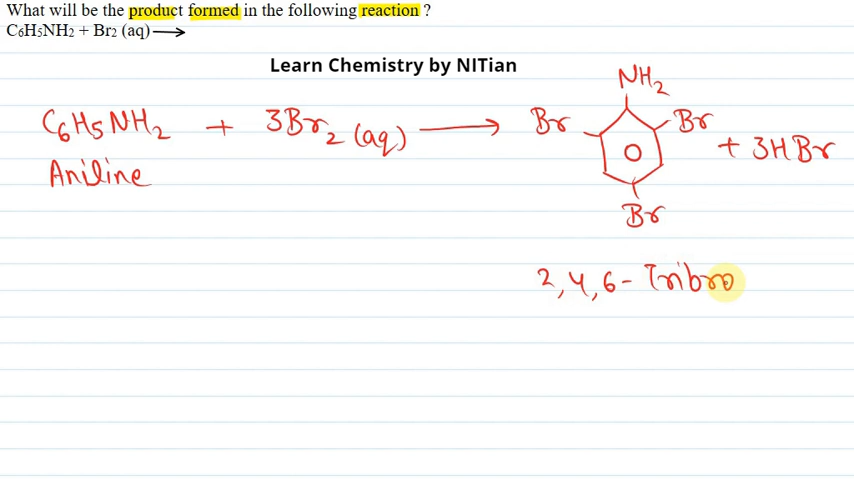 What will be the product formed in the following reaction ?
C₆H₅NH₂ + Br₂ (aq)⟶
Learn Chemistry by NITian
NH₂
C₆H₅NH₂ + 3Br₂ (aq) ⟶ Br Br + 3HBr
Aniline
Br
2,4,6- Tribro